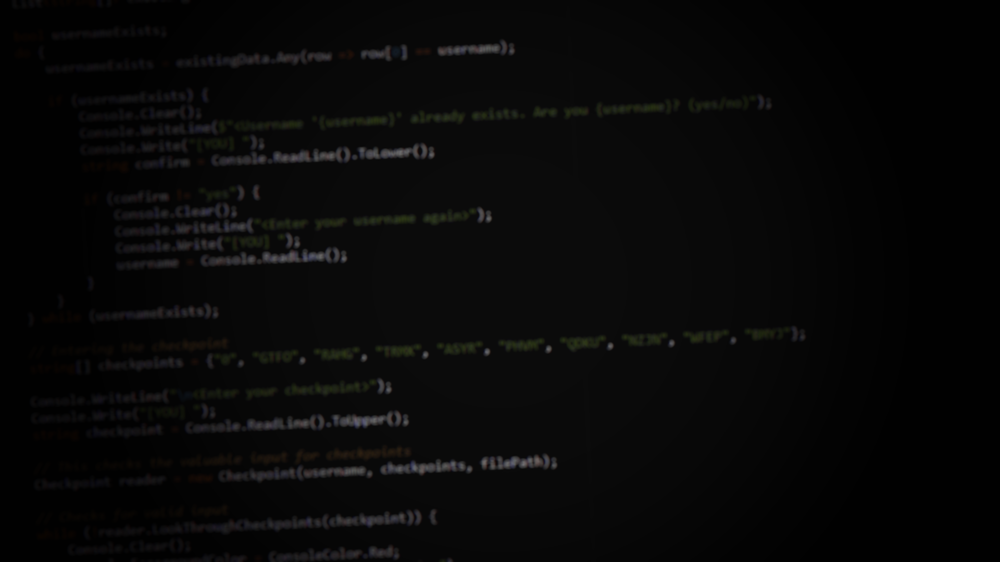 bool usernameExists;
do {
usernameExists = existingData.Any(row => row[0] == username);
if (usernameExists) {
Console.Clear();
Console.WriteLine($"<Username '{username}' already exists. Are you {username}? (yes/no)");
Console.Write("[YOU] ");
string confirm = Console.ReadLine().ToLower();
if (confirm != "yes") {
Console.Clear();
Console.WriteLine("<Enter your username again>");
Console.Write("[YOU] ");
username = Console.ReadLine();
}
}
} while (usernameExists);
// Entering the checkpoint
string[] checkpoints = {"0", "GTFO", "RAHG", "TRMX", "ASYR", "PHVM", "QDKU", "NZJN", "WFEP",
Console.WriteLine("\n<Enter your checkpoint>");
Console.Write("[YOU] ");
string checkpoint = Console.ReadLine().ToUpper();
// This checks the valuable input for checkpoints
Checkpoint reader = new Checkpoint(username, checkpoints, filePath);
// Checks for valid input
while (!reader.LookThroughCheckpoints(checkpoint)) {
Console.Clear();
= ConsoleColor.Red;